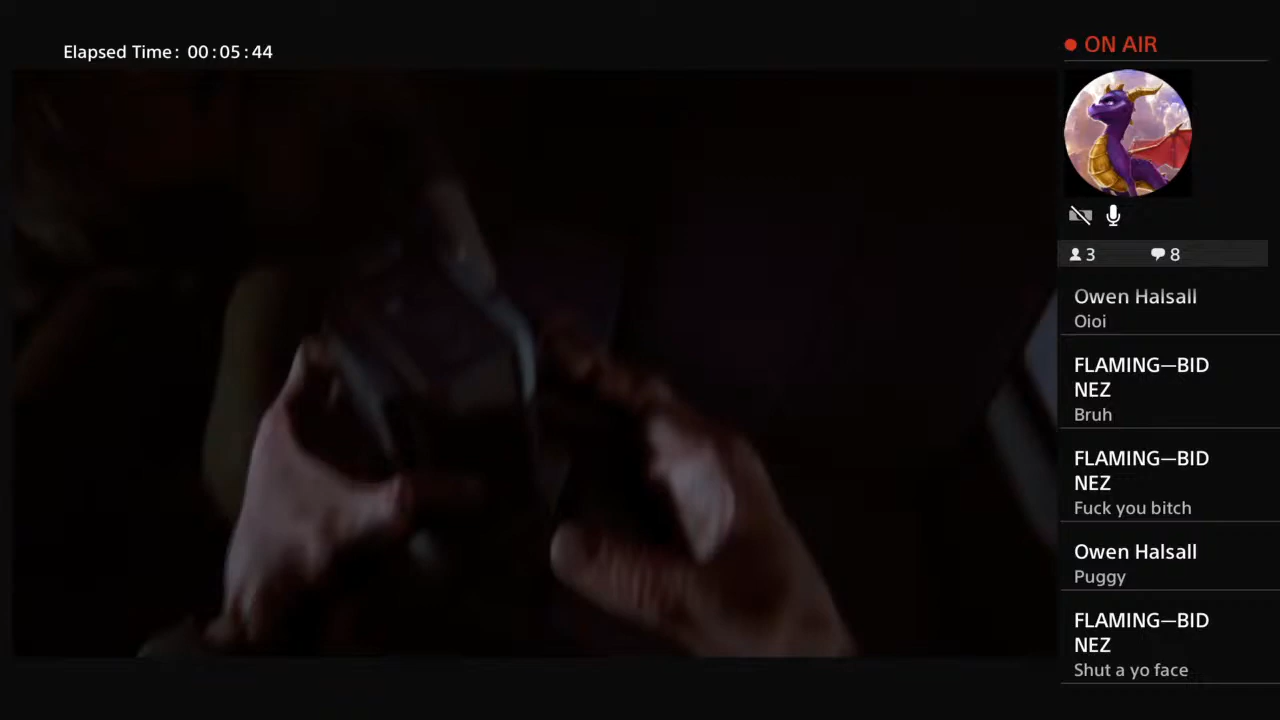 Elapsed Time: 00:05:44
ON AIR
3
8
Owen Halsall
Oioi
FLAMING—BID
NEZ
Bruh
FLAMING—BID
NEZ
Fuck you bitch
Owen Halsall
Puggy
FLAMING—BID
NEZ
Shut a yo face